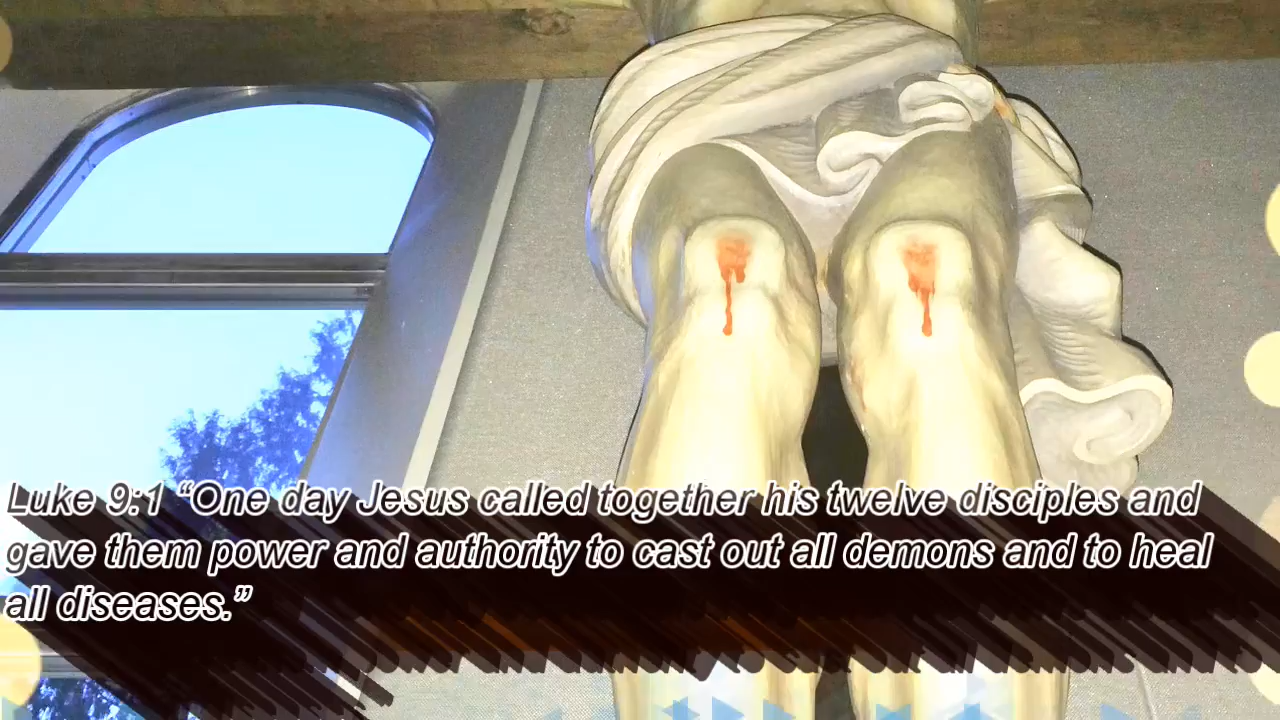 Luke 9:1 “One day Jesus called together his twelve disciples and
gave them power and authority to cast out all demons and to heal
all diseases.”